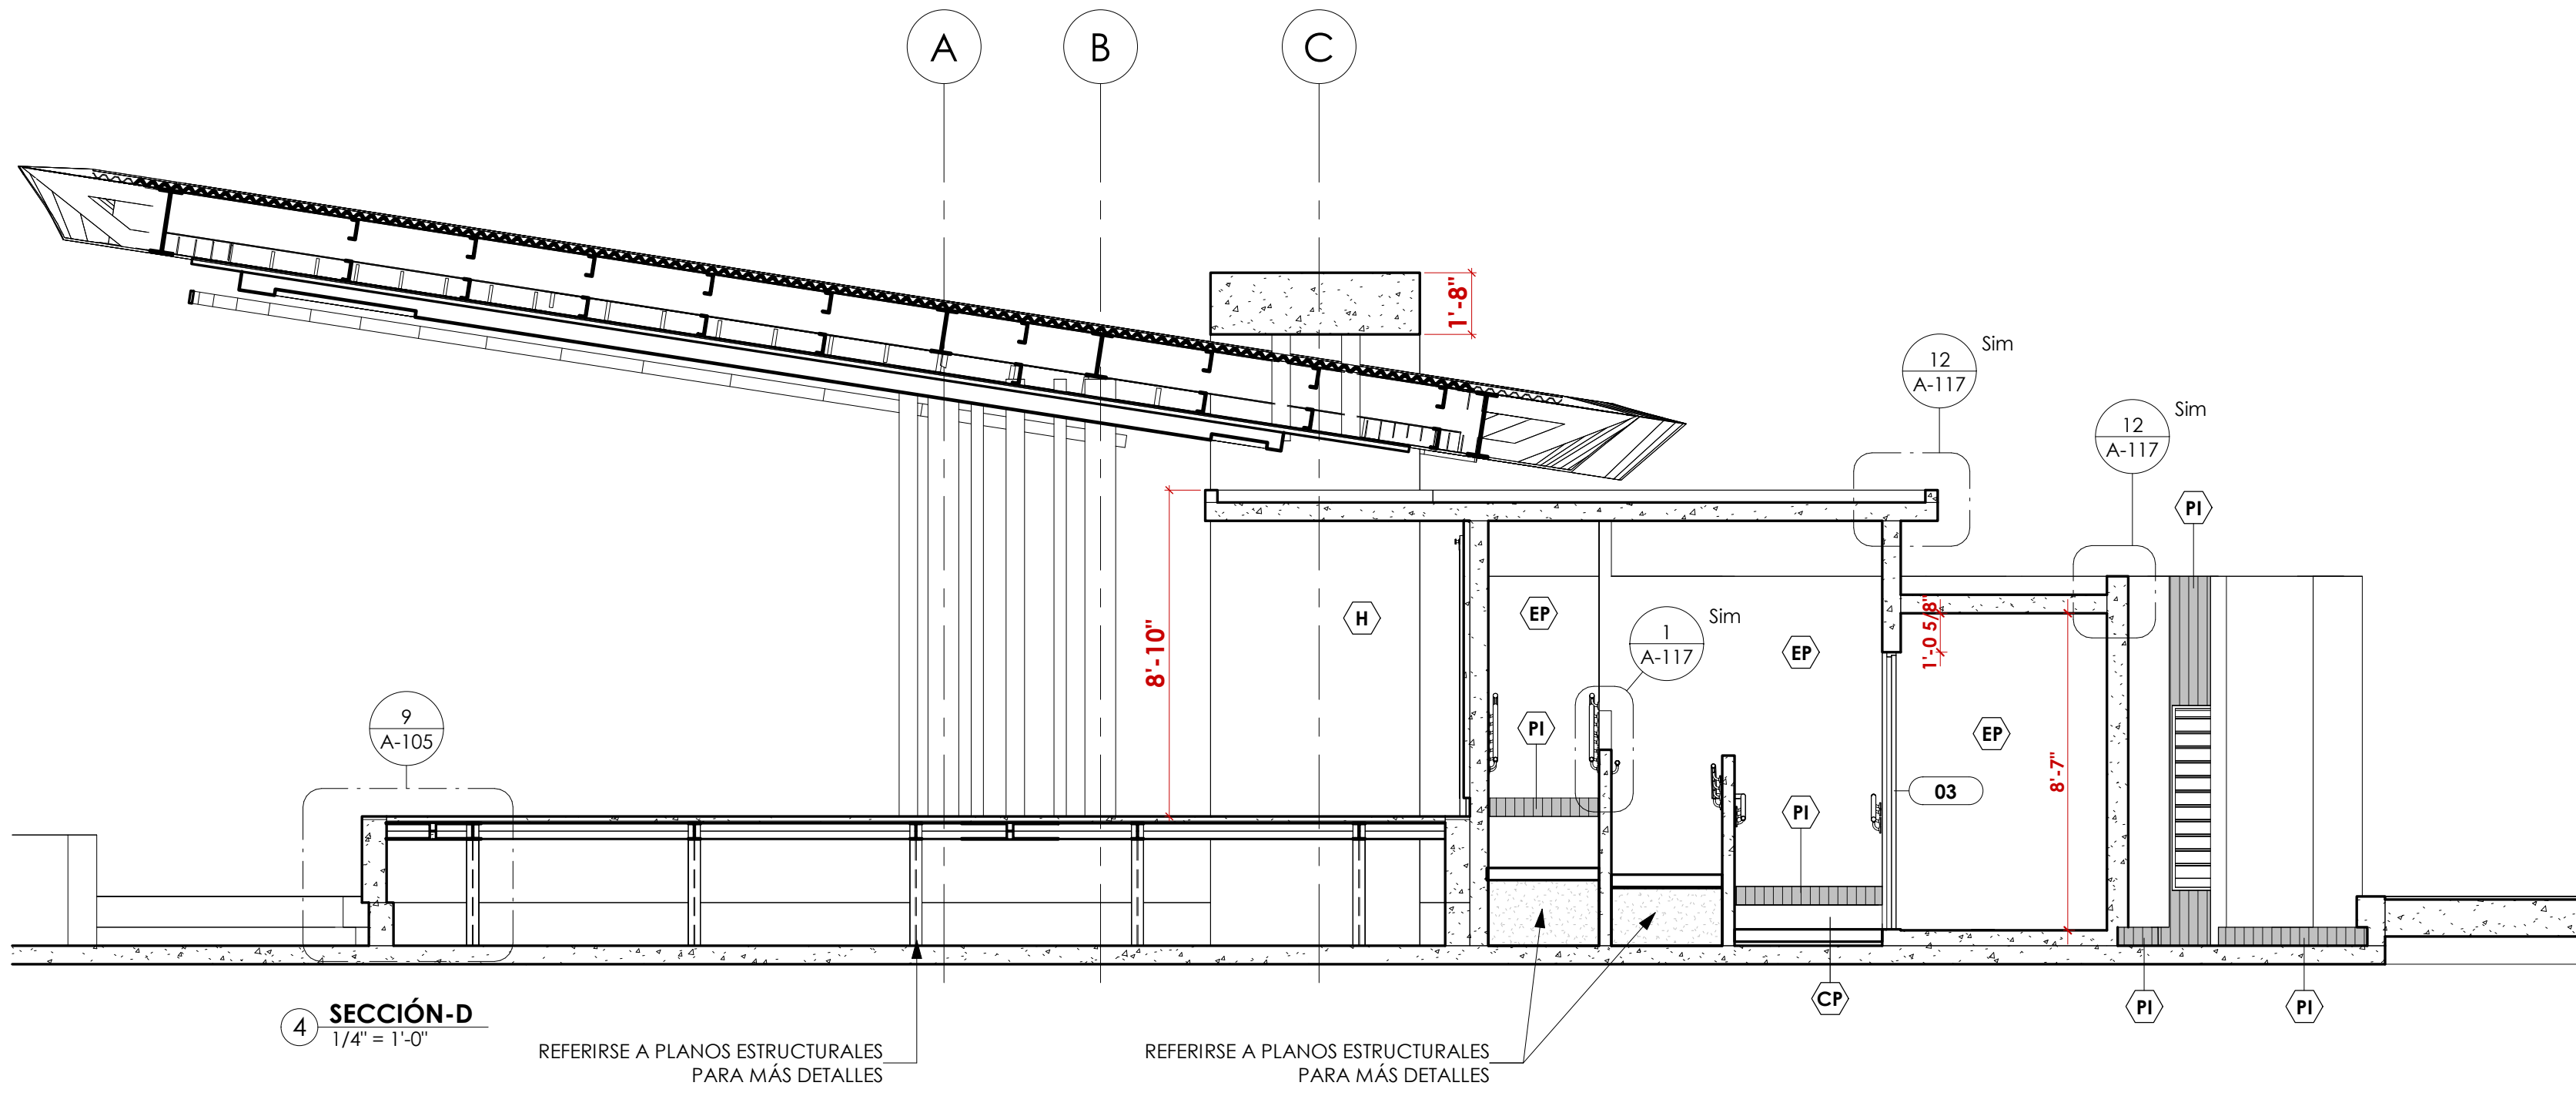 A
B
C
1'-8"
12
A-117
Sim
12
A-117
Sim
PI
8'-10"
H
EP
1
A-117
Sim
EP
1'-0 5/8"
9
A-105
PI
EP
8'-7"
03
PI
CP
PI
PI
4
SECCIÓN-D
1/4" = 1'-0"
REFERIRSE A PLANOS ESTRUCTURALES
PARA MÁS DETALLES
REFERIRSE A PLANOS ESTRUCTURALES
PARA MÁS DETALLES